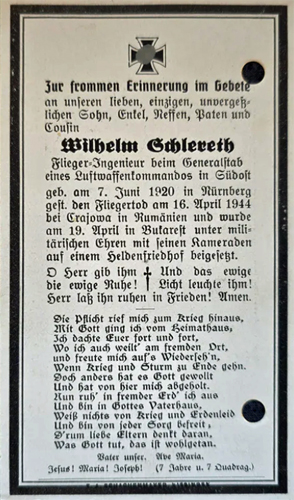 Zur frommen Erinnerung im Gebete
an unseren lieben, einzigen, unvergeß-
lichen Sohn, Enkel, Neffen, Paten und
Cousin
Wilhelm Schlereth
Flieger-Ingenieur beim Generalstab
eines Luftwaffenkommandos in Südost
geb. am 7. Juni 1920 in Nürnberg
gest. den Fliegertod am 16. April 1944
bei Crajowa in Rumänien und wurde
am 19. April in Bukarest unter mili-
tärischen Ehren mit seinen Kameraden
auf einem Heldenfriedhof beigesetzt.
O Herr gib ihm † Und das ewige
die ewige Ruhe! Licht leuchte ihm!
Herr laß ihn ruhen in Frieden! Amen.
Die Pflicht rief mich zum Krieg hinaus,
Mit Gott ging ich vom Heimathaus,
Ich dachte Euer fort und fort,
Wo ich auch weilt' am fremden Ort,
und freute mich auf's Wiederseh'n,
Wenn Krieg und Sturm zu Ende gehn.
Doch anders hat es Gott gewollt
Und hat von hier mich abgeholt.
Nun ruh' in fremder Erd' ich aus
Und bin in Gottes Vaterhaus,
Weiß nichts von Krieg und Erdenleid
Und bin von jeder Sorg befreit,
D'rum liebe Eltern denkt daran,
Was Gott tut, das ist wohlgetan.
Vater unser. Ave Maria.
Jesus! Maria! Joseph! (7 Jahre u. 7 Quadrag.)